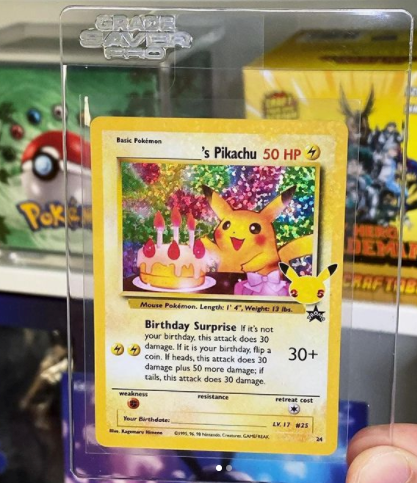 GRADE
SAVER
PRO
Basic Pokémon
's Pikachu 50 HP
Mouse Pokémon. Length: 1' 4", Weight: 13 lbs.
Birthday Surprise If it's not
your birthday, this attack does 30
damage. If it is your birthday, flip a
coin. If heads, this attack does 30
damage plus 50 more damage; if
tails, this attack does 30 damage.
30+
weakness resistance retreat cost
Your Birthdate:
LV. 17 #25
Illus. Kagemaru Himeno ©1995, 96, 98 Nintendo, Creatures, GAMEFREAK. 24